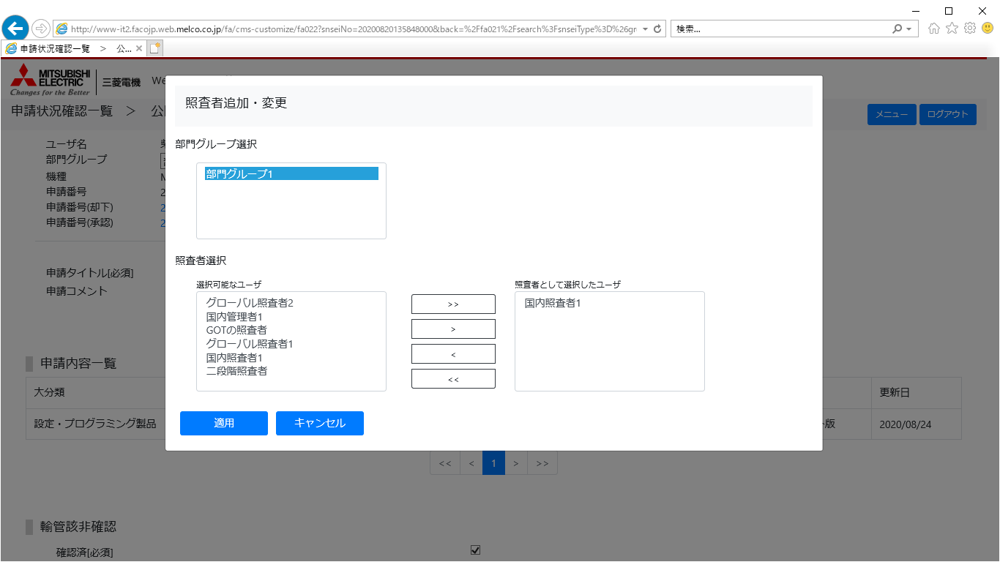 http://www-it2.facojp.web.melco.co.jp/fa/cms-customize/fa022?snseiNo=20200820135848000&back=%2Ffa021%2Fsearch%3FsnseiType%3D%26gr
検索...
申請状況確認一覧 > 公...
MITSUBISHI ELECTRIC
三菱電機
Changes for the Better
申請状況確認一覧 >
メニュー
ログアウト
照査者追加・変更
ユーザ名
部門グループ
機種
申請番号
申請番号(却下)
申請番号(承認)
申請タイトル[必須]
申請コメント
部門グループ選択
部門グループ1
照査者選択
選択可能なユーザ
グローバル照査者2
国内管理者1
GOTの照査者
グローバル照査者1
国内照査者1
二段階照査者
>>
>
<
<<
照査者として選択したユーザ
国内照査者1
適用
キャンセル
申請内容一覧
大分類
更新日
設定・プログラミング製品
版
2020/08/24
<< < 1 > >>
輸管該非確認
確認済[必須]